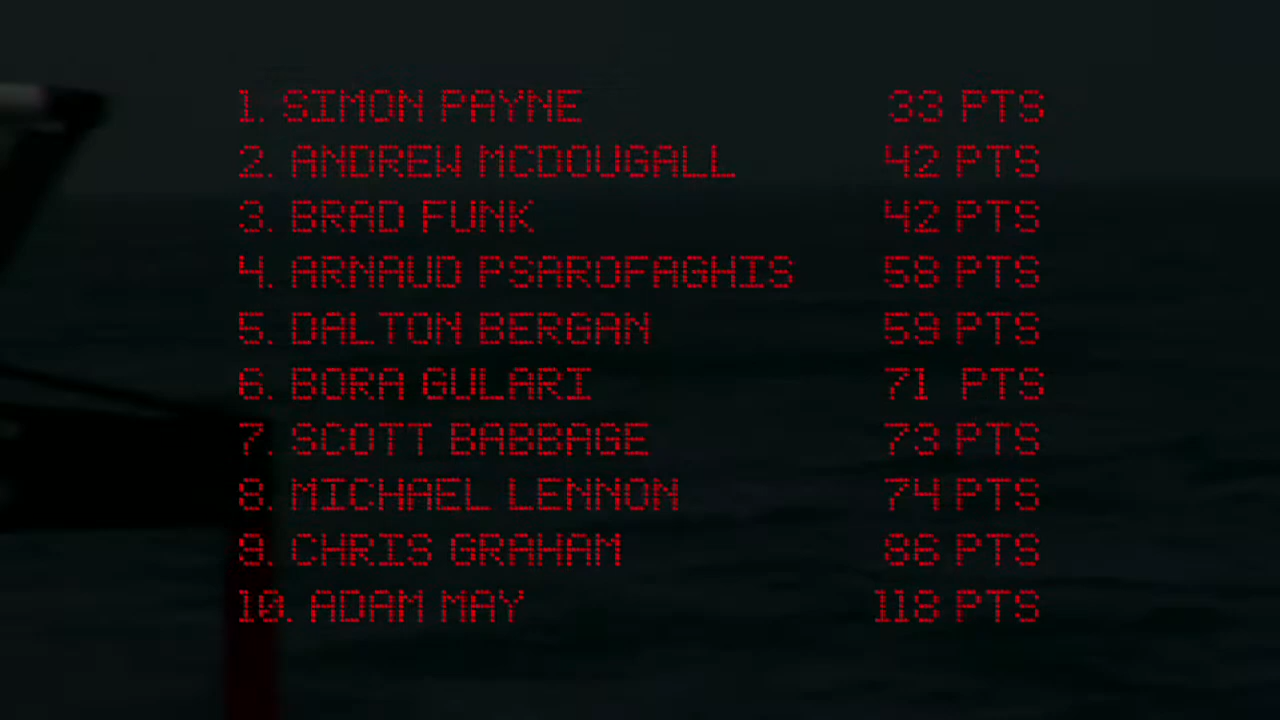 1. SIMON PAYNE 33 PTS
2. ANDREW MCDOUGALL 42 PTS
3. BRAD FUNK 42 PTS
4. ARNAUD PSAROFAGHIS 58 PTS
5. DALTON BERGAN 59 PTS
6. BORA GULARI 71 PTS
7. SCOTT BABBAGE 73 PTS
8. MICHAEL LENNON 74 PTS
9. CHRIS GRAHAM 86 PTS
10. ADAM MAY 118 PTS